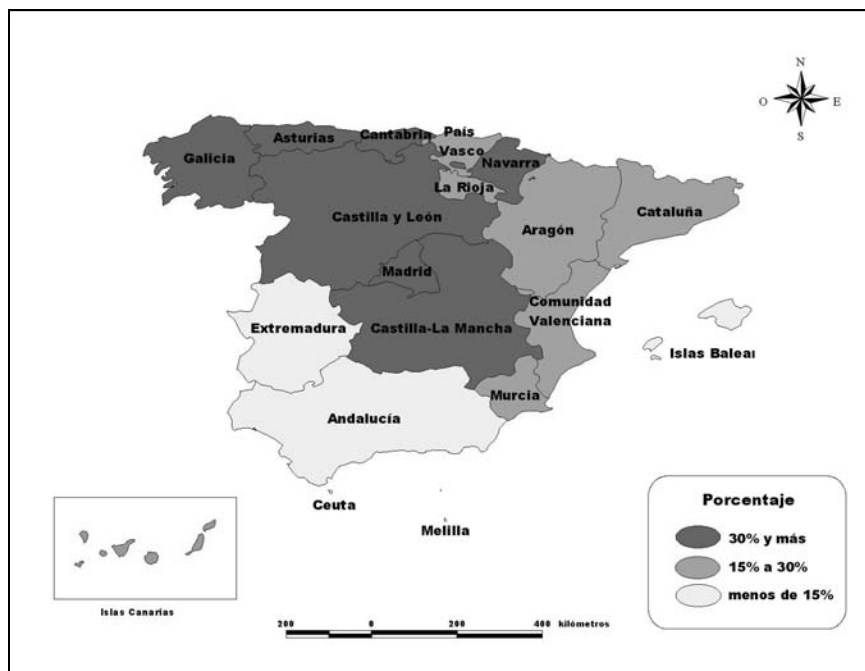 N
O E
S
Galicia
Asturias
Cantabria
País
Vasco
Navarra
La Rioja
Castilla y León
Aragón
Cataluña
Madrid
Comunidad
Valenciana
Extremadura
Castilla-La Mancha
Islas Balear
Murcia
Andalucía
Ceuta
Melilla
Islas Canarias
Porcentaje
30% y más
15% a 30%
menos de 15%
200 0 200 400 kilómetros